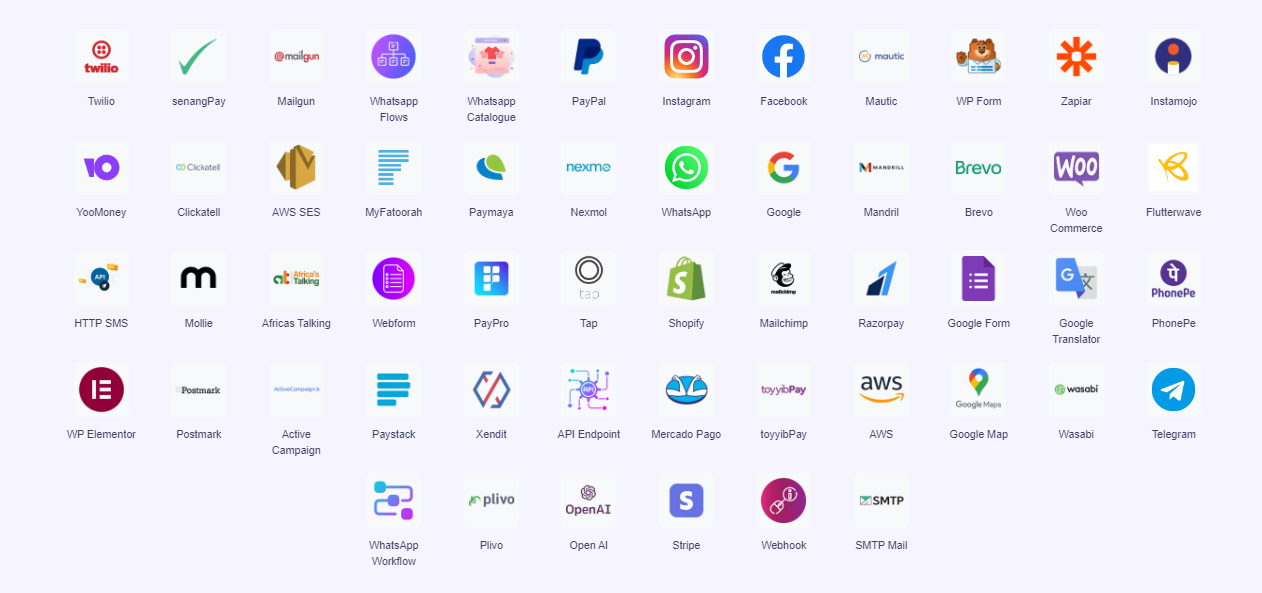 twilio
@mailgun
mautic
Twilio
senangPay
Mailgun
Whatsapp
Flows
Whatsapp
Catalogue
PayPal
Instagram
Facebook
Mautic
WP Form
Zapiar
Instamojo
Clickatell
nexmo
MANDRILL
Brevo
WOO
YooMoney
Clickatell
AWS SES
MyFatoorah
Paymaya
Nexmol
WhatsApp
Google
Mandril
Brevo
Woo
Commerce
Flutterwave
API
m
at Africa's
Talking
tap
S
mailchimp
G
PhonePe
HTTP SMS
Mollie
Africas Talking
Webform
PayPro
Tap
Shopify
Mailchimp
Razorpay
Google Form
Google
Translator
PhonePe
Postmark
ActiveCampaign >
API
toyyibPay
aws
Google Maps
wasabi
WP Elementor
Postmark
Active
Campaign
Paystack
Xendit
API Endpoint
Mercado Pago
toyyibPay
AWS
Google Map
Wasabi
Telegram
plivo
OpenAI
S
SMTP
WhatsApp
Workflow
Plivo
Open AI
Stripe
Webhook
SMTP Mail